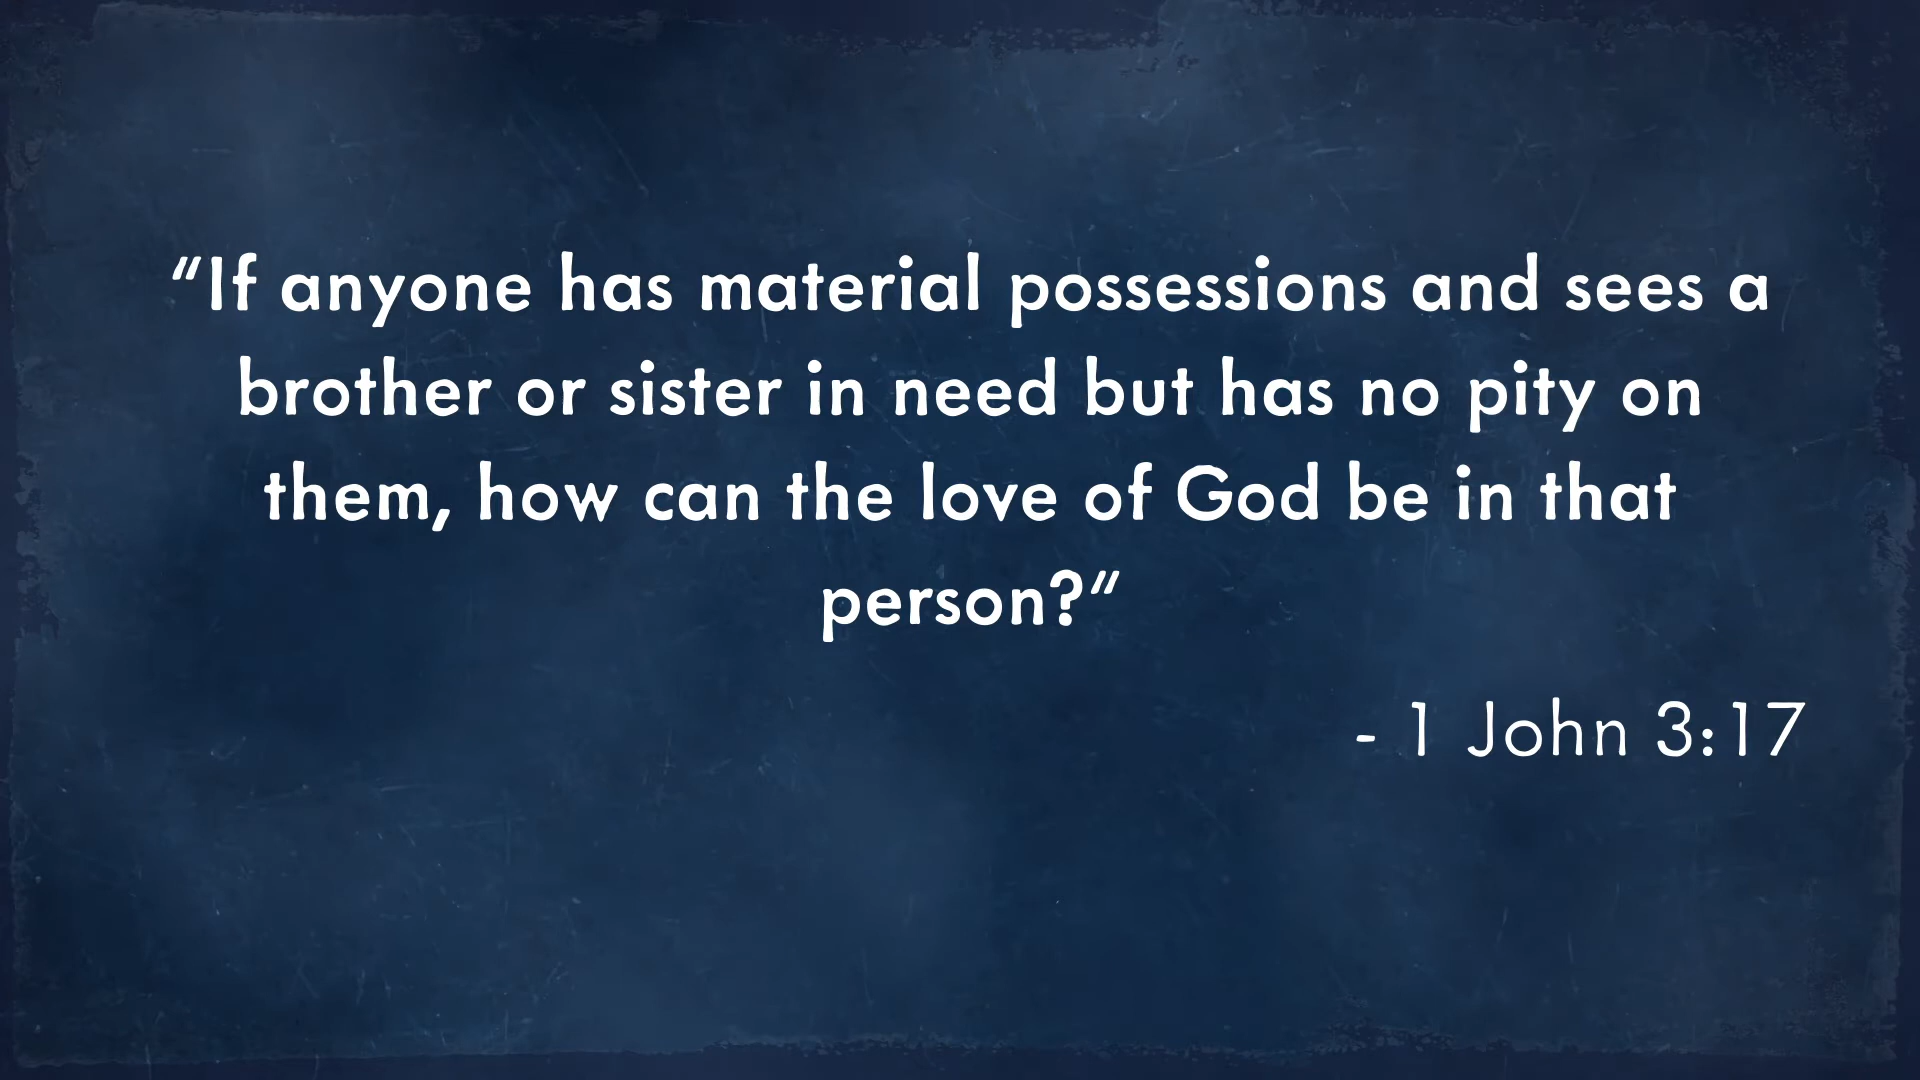 “If anyone has material possessions and sees a
brother or sister in need but has no pity on
them, how can the love of God be in that
person?”
- 1 John 3:17